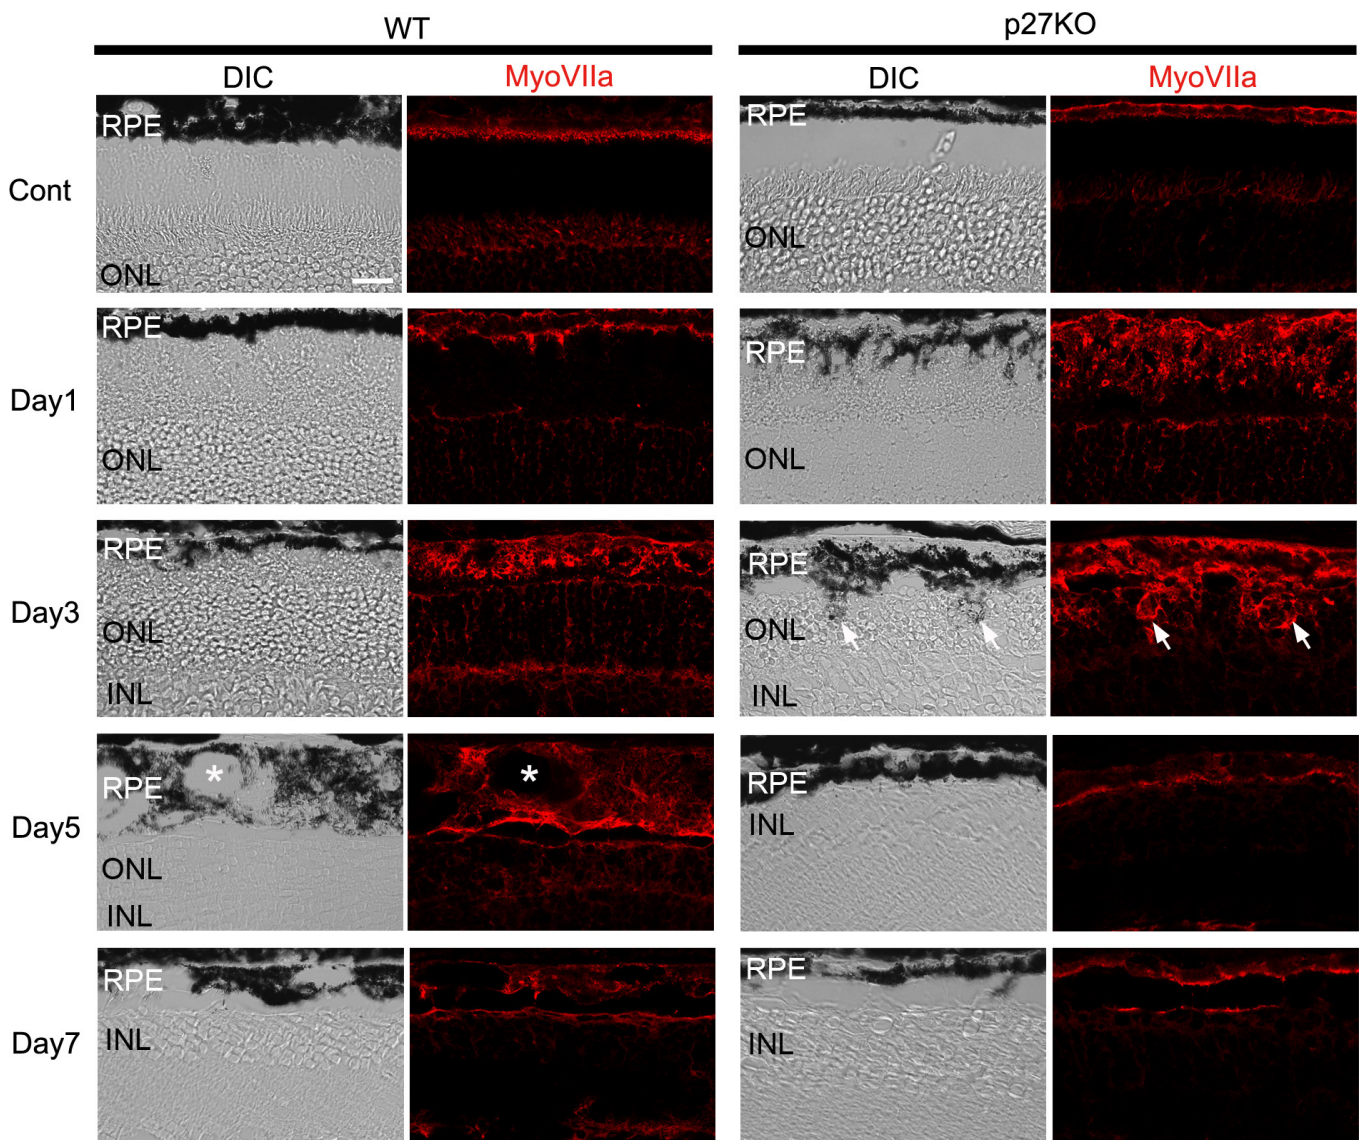 WT
p27KO
DIC
MyoVIIa
DIC
MyoVIIa
Cont
RPE
ONL
RPE
ONL
Day1
RPE
ONL
RPE
ONL
Day3
RPE
ONL
INL
RPE
ONL
INL
Day5
RPE
*
*
ONL
INL
RPE
INL
Day7
RPE
INL
RPE
INL